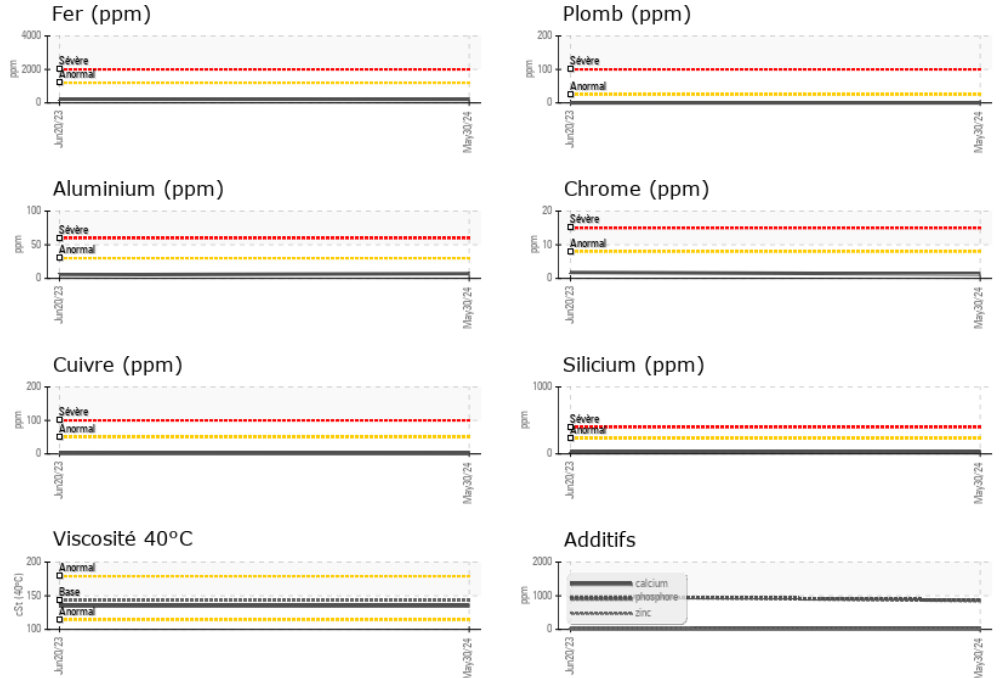 Fer (ppm)
4000
2000
0
ppm
Sévère
Anormal
Jun20/23
May30/24
Plomb (ppm)
200
100
0
ppm
Sévère
Anormal
Jun20/23
May30/24
Aluminium (ppm)
100
50
0
ppm
Sévère
Anormal
Jun20/23
May30/24
Chrome (ppm)
20
10
0
ppm
Sévère
Anormal
Jun20/23
May30/24
Cuivre (ppm)
200
100
0
ppm
Sévère
Anormal
Jun20/23
May30/24
Silicium (ppm)
1000
0
ppm
Sévère
Anormal
Jun20/23
May30/24
Viscosité 40°C
200
150
100
cSt (40°C)
Anormal
Base
Anormal
Jun20/23
May30/24
Additifs
2000
1000
0
ppm
calcium
phosphore
zinc
Jun20/23
May30/24